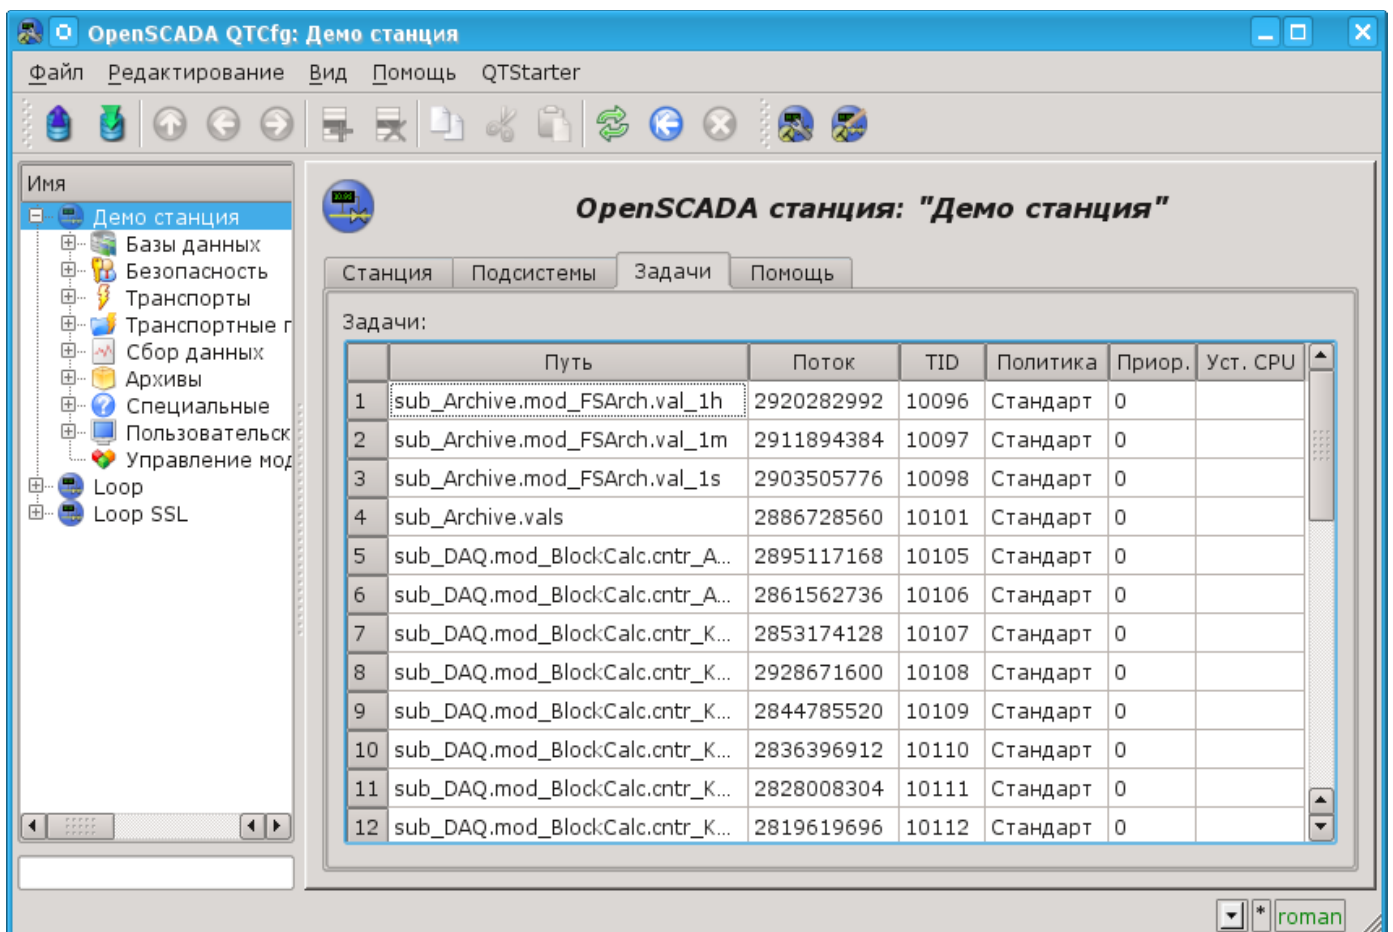 OpenSCADA QTCfg: Демо станция
Файл Редактирование Вид Помощь QTStarter
Имя
Демо станция
Базы данных
Безопасность
Транспорты
Транспортные г
Сбор данных
Архивы
Специальные
Пользовательск
Управление мод
Loop
Loop SSL
OpenSCADA станция: "Демо станция"
Станция Подсистемы Задачи Помощь
Задачи:
Путь Поток TID Политика Приор. Уст. CPU
1 sub_Archive.mod_FSArch.val_1h 2920282992 10096 Стандарт 0
2 sub_Archive.mod_FSArch.val_1m 2911894384 10097 Стандарт 0
3 sub_Archive.mod_FSArch.val_1s 2903505776 10098 Стандарт 0
4 sub_Archive.vals 2886728560 10101 Стандарт 0
5 sub_DAQ.mod_BlockCalc.cntr_A... 2895117168 10105 Стандарт 0
6 sub_DAQ.mod_BlockCalc.cntr_A... 2861562736 10106 Стандарт 0
7 sub_DAQ.mod_BlockCalc.cntr_K... 2853174128 10107 Стандарт 0
8 sub_DAQ.mod_BlockCalc.cntr_K... 2928671600 10108 Стандарт 0
9 sub_DAQ.mod_BlockCalc.cntr_K... 2844785520 10109 Стандарт 0
10 sub_DAQ.mod_BlockCalc.cntr_K... 2836396912 10110 Стандарт 0
11 sub_DAQ.mod_BlockCalc.cntr_K... 2828008304 10111 Стандарт 0
12 sub_DAQ.mod_BlockCalc.cntr_K... 2819619696 10112 Стандарт 0
* roman